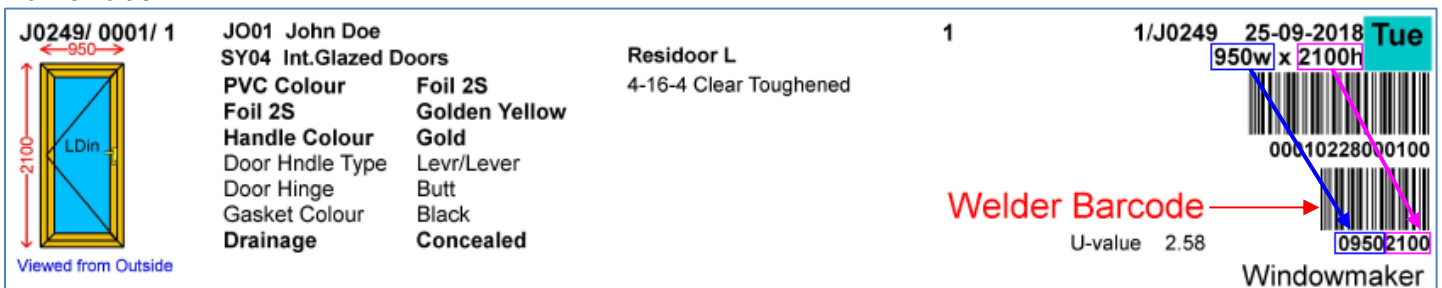 J0249/ 0001/ 1 JO01 John Doe 1 1/J0249 25-09-2018 Tue
950 SY04 Int.Glazed Doors Residoor L 950w x 2100h
PVC Colour Foil 2S 4-16-4 Clear Toughened
Foil 2S Golden Yellow
Handle Colour Gold
2100 LDin Door Hndle Type Levr/Lever 00010228000100
Door Hinge Butt
Gasket Colour Black Welder Barcode
Drainage Concealed U-value 2.58 09502100
Viewed from Outside Windowmaker